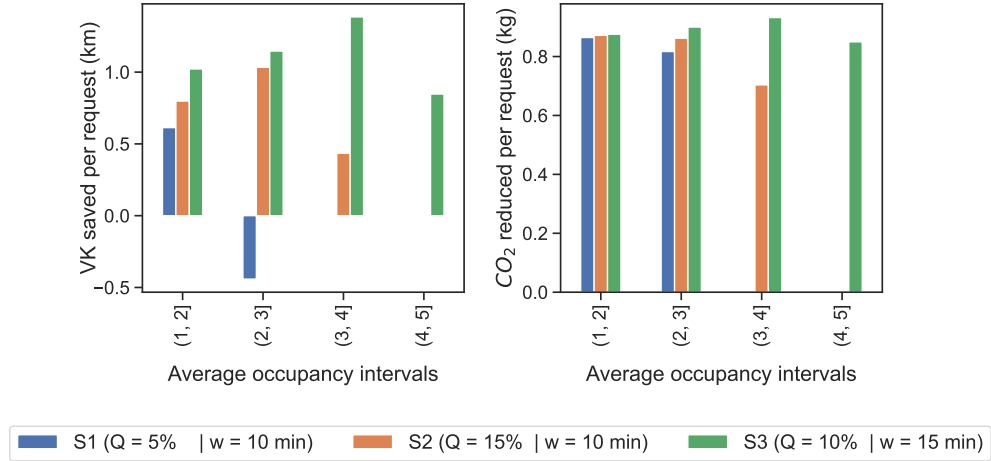 VK saved per request (km)
1.0
0.5
0.0
−0.5
(1, 2]
(2, 3]
(3, 4]
(4, 5]
Average occupancy intervals
CO2 reduced per request (kg)
0.8
0.6
0.4
0.2
0.0
(1, 2]
(2, 3]
(3, 4]
(4, 5]
Average occupancy intervals
S1 (Q = 5% | w = 10 min)
S2 (Q = 15% | w = 10 min)
S3 (Q = 10% | w = 15 min)